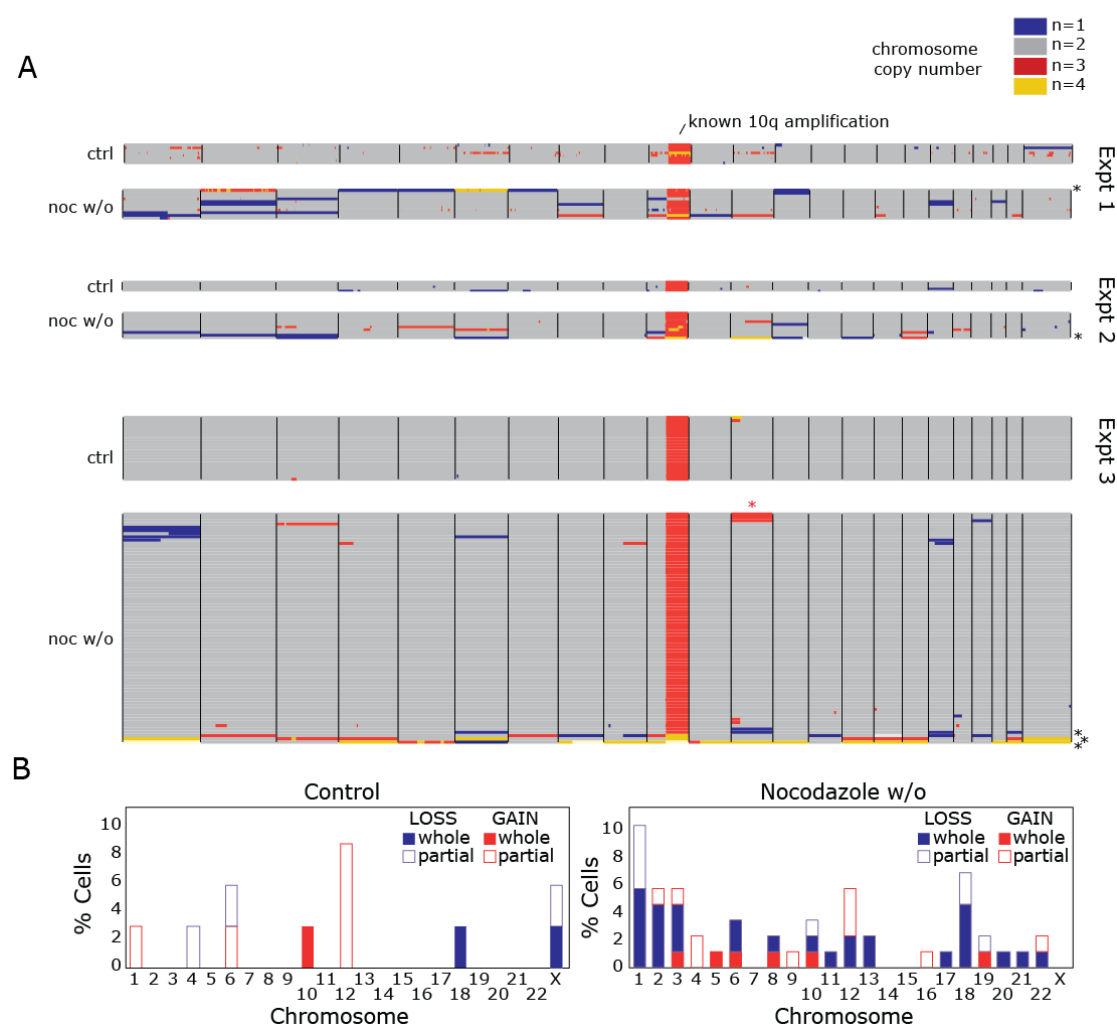 n=1
n=2
n=3
n=4
chromosome
copy number
A
known 10q amplification
ctrl
noc w/o
*
Expt 1
ctrl
noc w/o
*
Expt 2
ctrl
Expt 3
*
noc w/o
*
*
*
B
Control
Nocodazole w/o
% Cells
10
8
6
4
2
0
LOSS GAIN
whole whole
partial partial
1 2 3 4 5 6 7 8 9 11 13 15 17 19 21 X
10 12 14 16 18 20 22
Chromosome
% Cells
10
8
6
4
2
0
LOSS GAIN
whole whole
partial partial
1 2 3 4 5 6 7 8 9 11 13 15 17 19 21 X
10 12 14 16 18 20 22
Chromosome